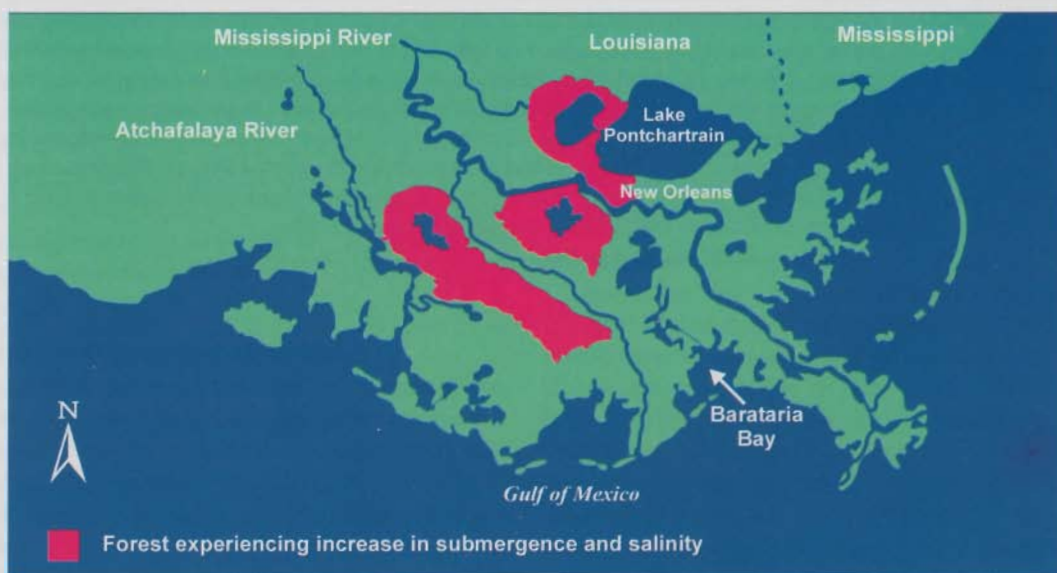 Mississippi River
Louisiana
Mississippi
Atchafalaya River
Lake
Pontchartrain
New Orleans
Barataria
Bay
N
Gulf of Mexico
Forest experiencing increase in submergence and salinity